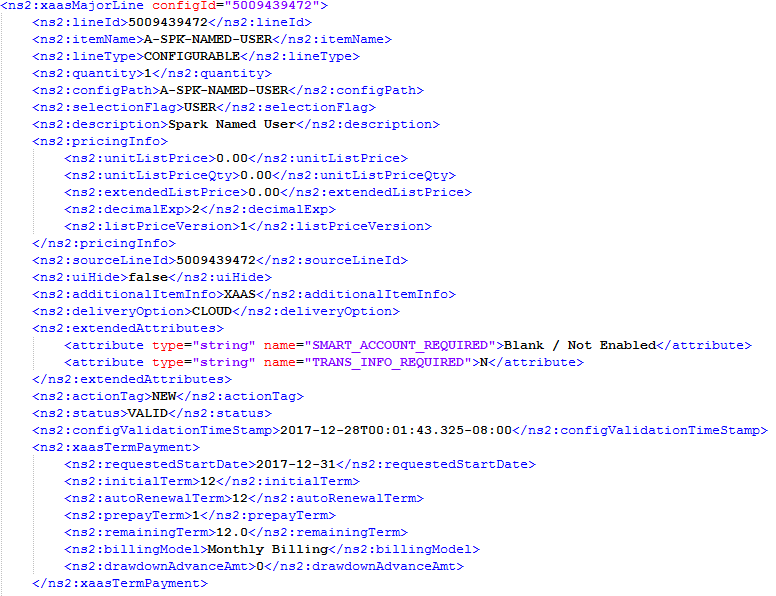 <ns2:xaasMajorLine configId="5009439472">
<ns2:lineId>5009439472</ns2:lineId>
<ns2:itemName>A-SPK-NAMED-USER</ns2:itemName>
<ns2:lineType>CONFIGURABLE</ns2:lineType>
<ns2:quantity>1</ns2:quantity>
<ns2:configPath>A-SPK-NAMED-USER</ns2:configPath>
<ns2:selectionFlag>USER</ns2:selectionFlag>
<ns2:description>Spark Named User</ns2:description>
<ns2:pricingInfo>
<ns2:unitListPrice>0.00</ns2:unitListPrice>
<ns2:unitListPriceQty>0.00</ns2:unitListPriceQty>
<ns2:extendedListPrice>0.00</ns2:extendedListPrice>
<ns2:decimalExp>2</ns2:decimalExp>
<ns2:listPriceVersion>1</ns2:listPriceVersion>
</ns2:pricingInfo>
<ns2:sourceLineId>5009439472</ns2:sourceLineId>
<ns2:uiHide>false</ns2:uiHide>
<ns2:additionalItemInfo>XAAS</ns2:additionalItemInfo>
<ns2:deliveryOption>CLOUD</ns2:deliveryOption>
<ns2:extendedAttributes>
<attribute type="string" name="SMART_ACCOUNT_REQUIRED">Blank / Not Enabled</attribute>
<attribute type="string" name="TRANS_INFO_REQUIRED">N</attribute>
</ns2:extendedAttributes>
<ns2:actionTag>NEW</ns2:actionTag>
<ns2:status>VALID</ns2:status>
<ns2:configValidationTimeStamp>2017-12-28T00:01:43.325-08:00</ns2:configValidationTimeStamp>
<ns2:xaasTermPayment>
<ns2:requestedStartDate>2017-12-31</ns2:requestedStartDate>
<ns2:initialTerm>12</ns2:initialTerm>
<ns2:autoRenewalTerm>12</ns2:autoRenewalTerm>
<ns2:prepayTerm>1</ns2:prepayTerm>
<ns2:remainingTerm>12.0</ns2:remainingTerm>
<ns2:billingModel>Monthly Billing</ns2:billingModel>
<ns2:drawdownAdvanceAmt>0</ns2:drawdownAdvanceAmt>
</ns2:xaasTermPayment>